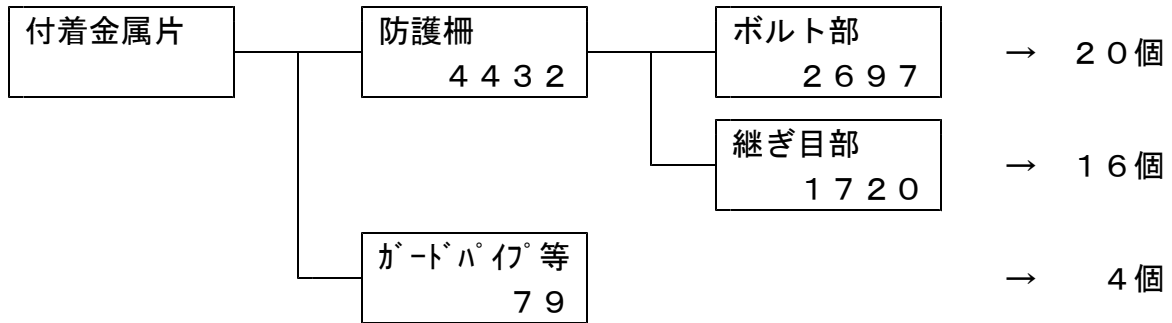 付着金属片
防護柵
４４３２
ボルト部
２６９７
→ ２０個
継ぎ目部
１７２０
→ １６個
ｶﾞｰﾄﾞﾊﾟｲﾌﾟ等
７９
→ ４個